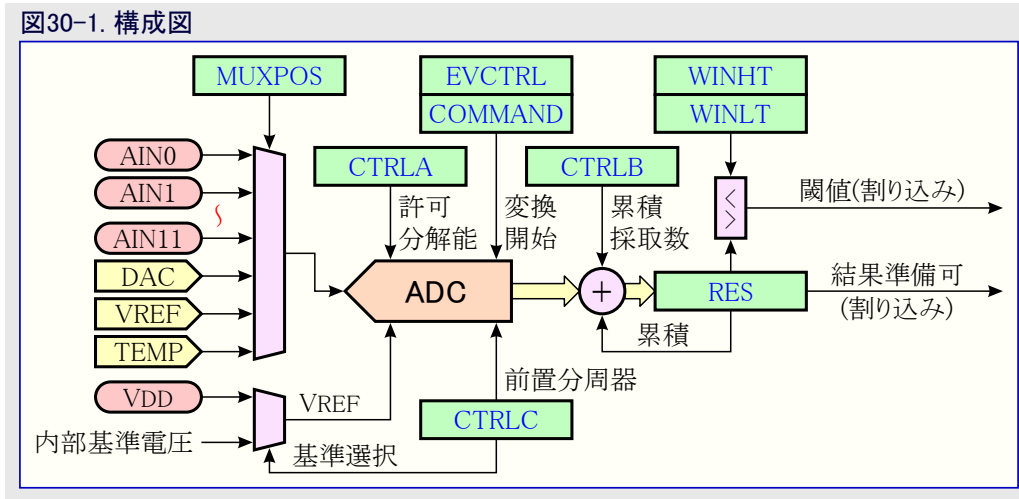 図30-1. 構成図
MUXPOS
EVCTRL
COMMAND
WINHT
WINLT
AIN0
AIN1
AIN11
DAC
VREF
TEMP
VDD
内部基準電圧
CTRLA
許可
分解能
変換
開始
CTRLB
累積
採取数
< >
閾値(割り込み)
ADC
+
RES
結果準備可
(割り込み)
累積
前置分周器
VREF
CTRLC
基準選択